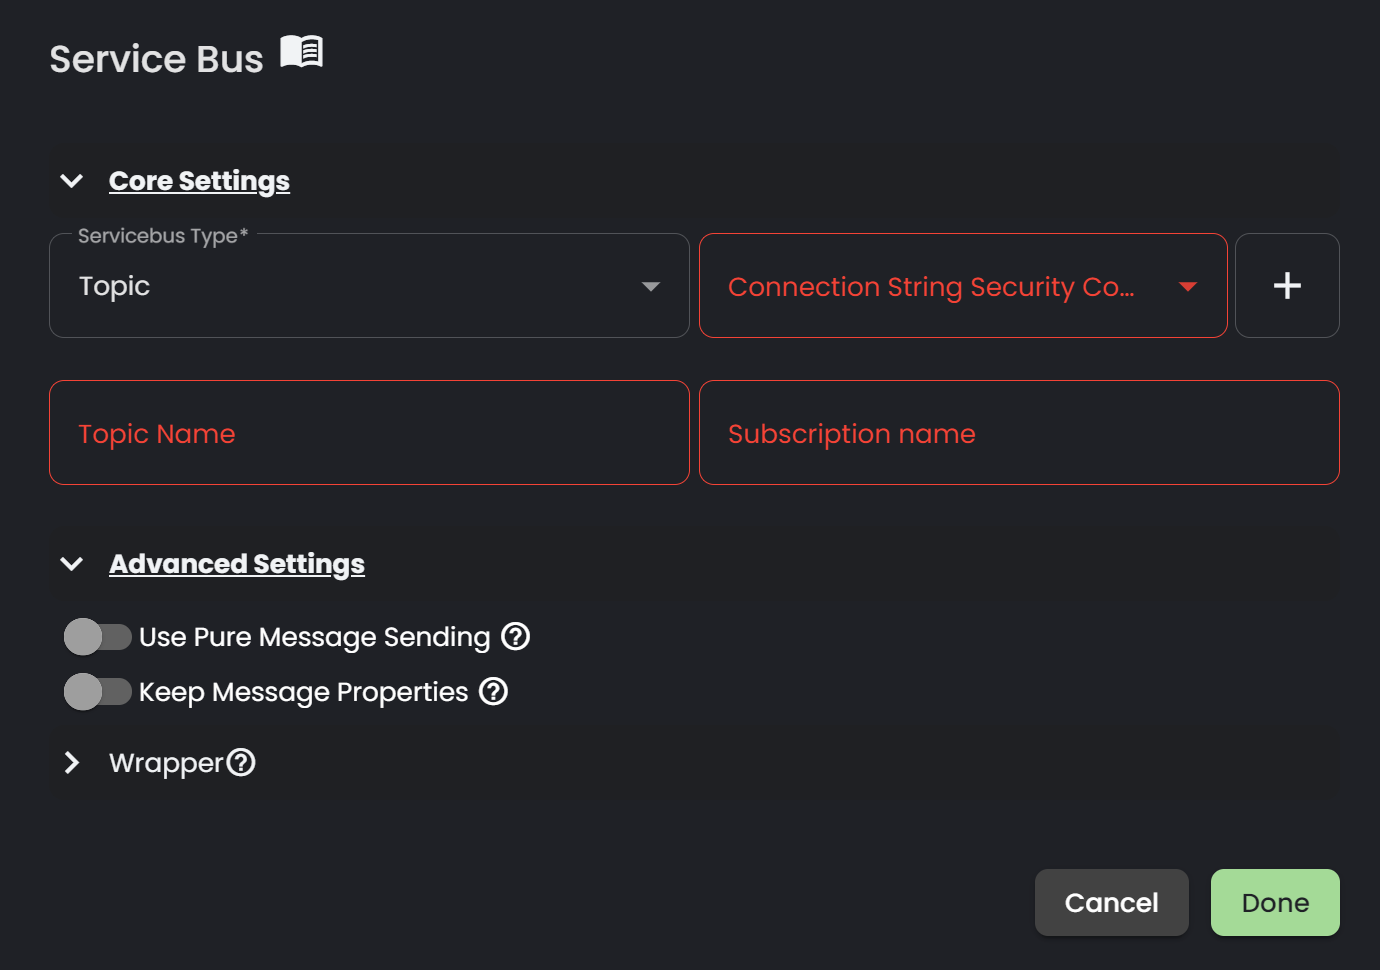 Service Bus
Core Settings
Servicebus Type*
Topic
Connection String Security Co...
+
Topic Name
Subscription name
Advanced Settings
Use Pure Message Sending ?
Keep Message Properties ?
Wrapper ?
Cancel
Done